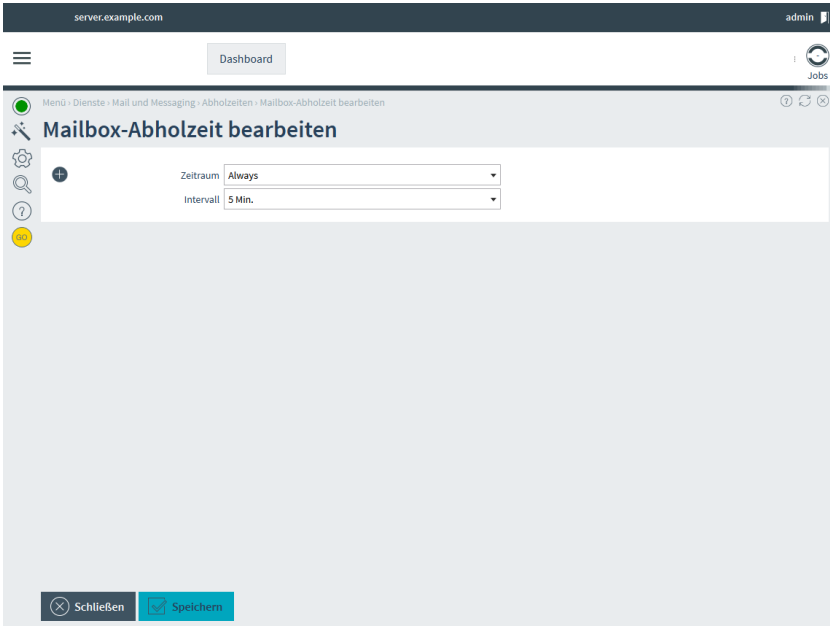 server.example.com
admin
Dashboard
Jobs
Menü › Dienste › Mail und Messaging › Abholzeiten › Mailbox-Abholzeit bearbeiten
Mailbox-Abholzeit bearbeiten
Zeitraum Always
Intervall 5 Min.
GO
Schließen Speichern